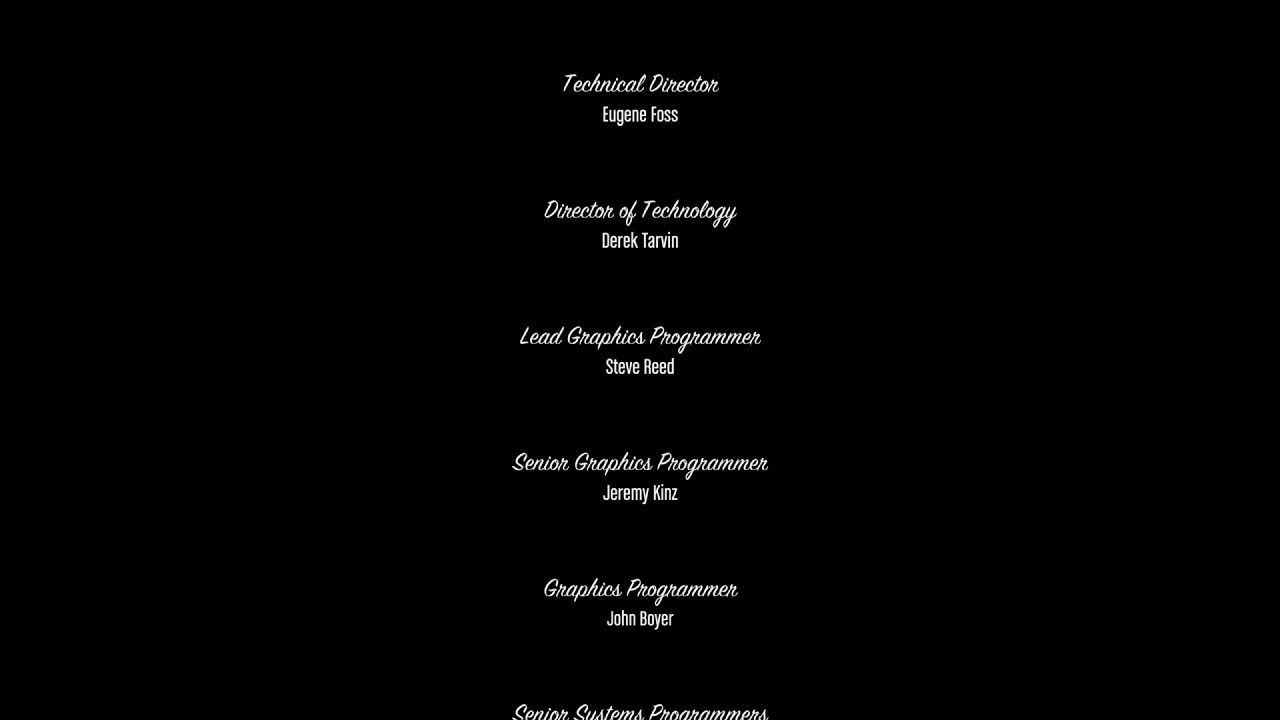 Technical Director
Eugene Foss
Director of Technology
Derek Tarvin
Lead Graphics Programmer
Steve Reed
Senior Graphics Programmer
Jeremy Kinz
Graphics Programmer
John Boyer
Senior Systems Programmers